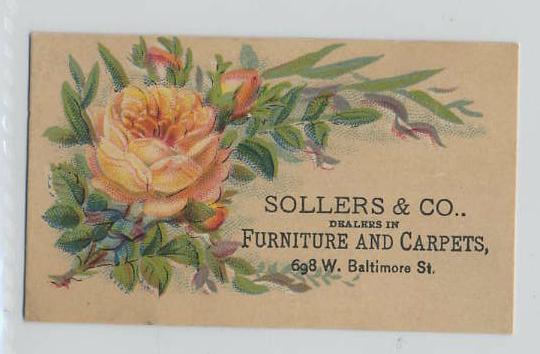 SOLLERS & CO..
DEALERS IN
FURNITURE AND CARPETS,
698 W. Baltimore St.